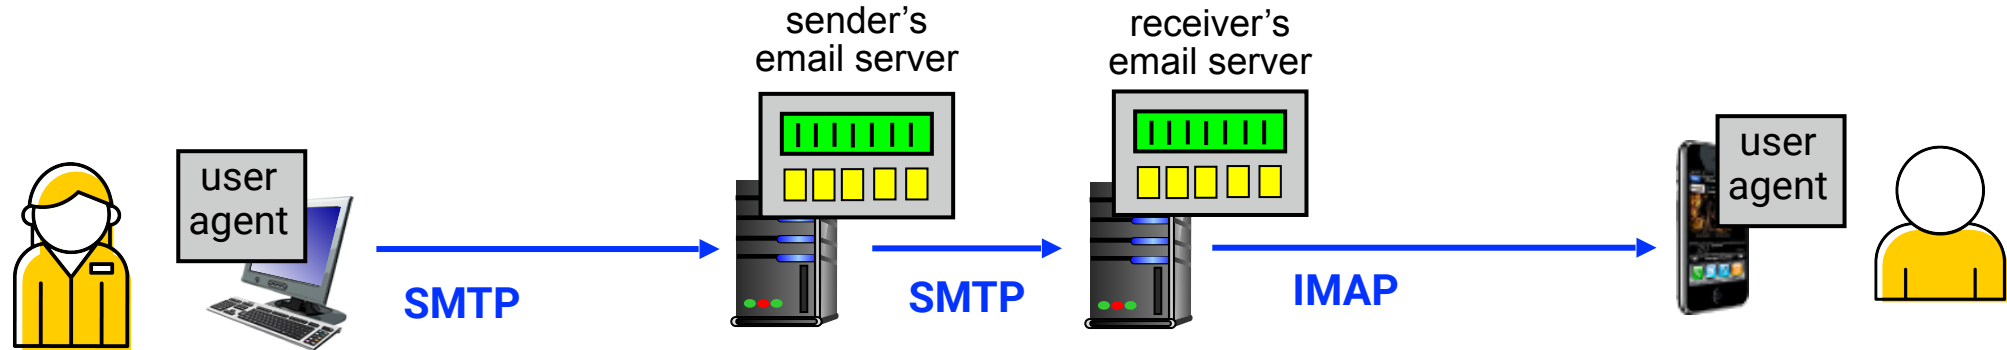 sender’s
email server
receiver’s
email server
user
agent
user
agent
SMTP
SMTP
IMAP